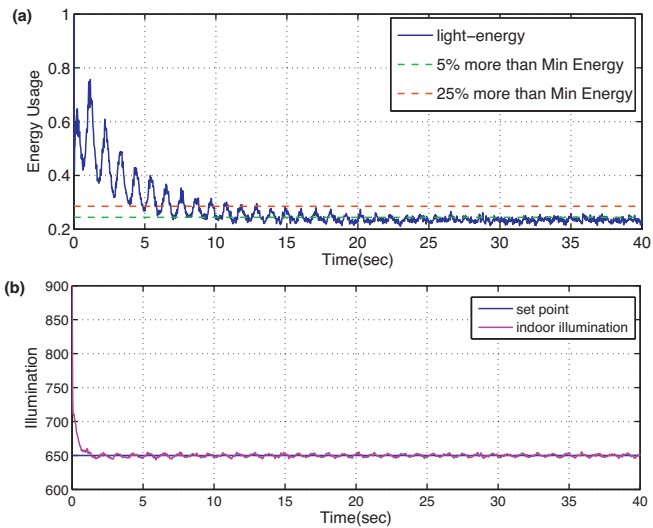 (a)
1
0.8
0.6
0.4
0.2
Energy Usage
light−energy
5% more than Min Energy
25% more than Min Energy
0 5 10 15 20 25 30 35 40
Time(sec)
(b)
900
850
800
750
700
650
600
Illumination
set point
indoor illumination
0 5 10 15 20 25 30 35 40
Time(sec)